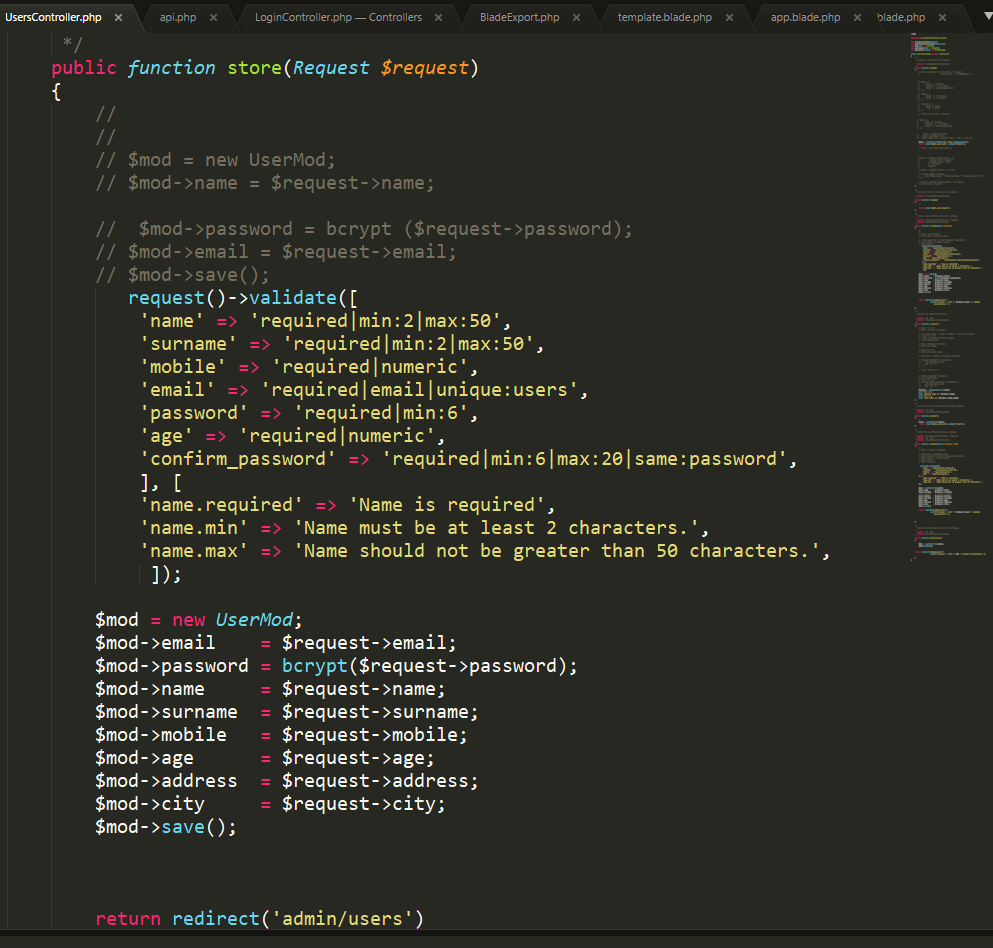 UsersController.php × api.php × LoginController.php — Controllers × BladeExport.php × template.blade.php × app.blade.php × blade.php × ▼
*/
public function store(Request $request)
{
//
//
// $mod = new UserMod;
// $mod->name = $request->name;
//  $mod->password = bcrypt ($request->password);
// $mod->email = $request->email;
// $mod->save();
request()->validate([
'name' => 'required|min:2|max:50',
'surname' => 'required|min:2|max:50',
'mobile' => 'required|numeric',
'email' => 'required|email|unique:users',
'password' => 'required|min:6',
'age' => 'required|numeric',
'confirm_password' => 'required|min:6|max:20|same:password',
], [
'name.required' => 'Name is required',
'name.min' => 'Name must be at least 2 characters.',
'name.max' => 'Name should not be greater than 50 characters.',
]);
$mod = new UserMod;
$mod->email    = $request->email;
$mod->password = bcrypt($request->password);
$mod->name     = $request->name;
$mod->surname  = $request->surname;
$mod->mobile   = $request->mobile;
$mod->age      = $request->age;
$mod->address  = $request->address;
$mod->city     = $request->city;
$mod->save();
return redirect('admin/users')